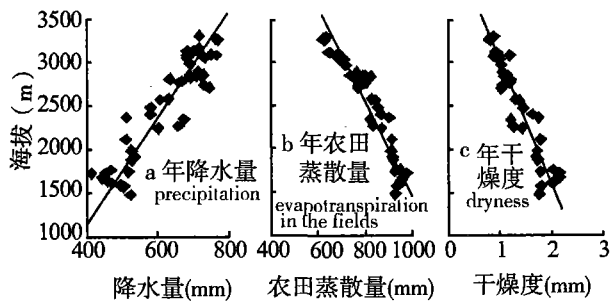 海拔（m）
3500
3000
2500
2000
1500
1000
a 年降水量
precipitation
400
600
800
降水量(mm)
b 年农田
蒸散量
evapotranspiration
in the fields
600
800
1000
农田蒸散量(mm)
c 年干
燥度
dryness
0
1
2
3
干燥度(mm)